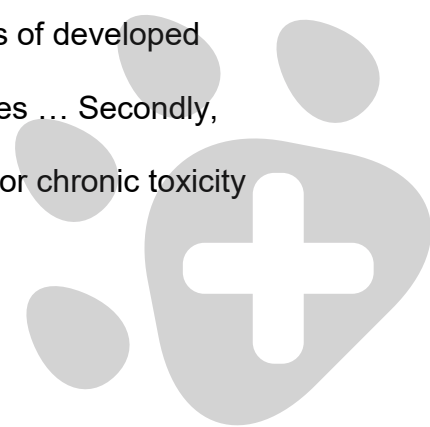 s of developed
es … Secondly,
or chronic toxicity